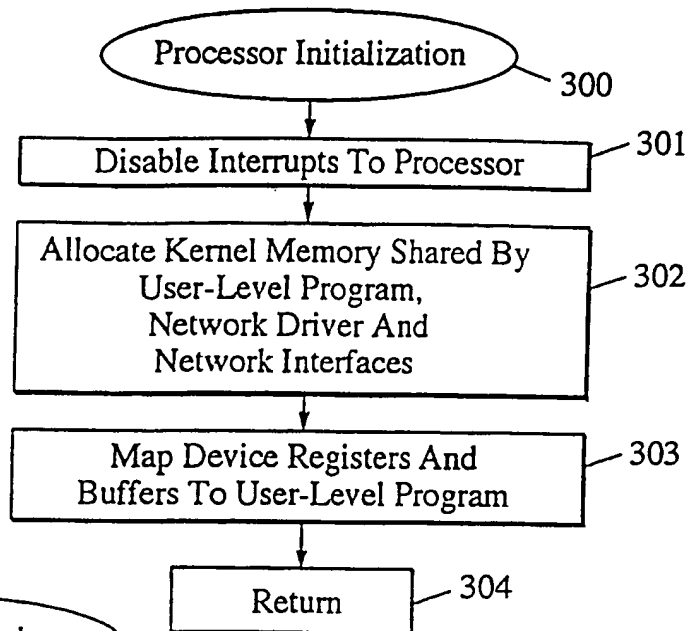 Processor Initialization
300
Disable Interrupts To Processor
301
Allocate Kernel Memory Shared By
User-Level Program,
Network Driver And
Network Interfaces
302
Map Device Registers And
Buffers To User-Level Program
303
Return
304